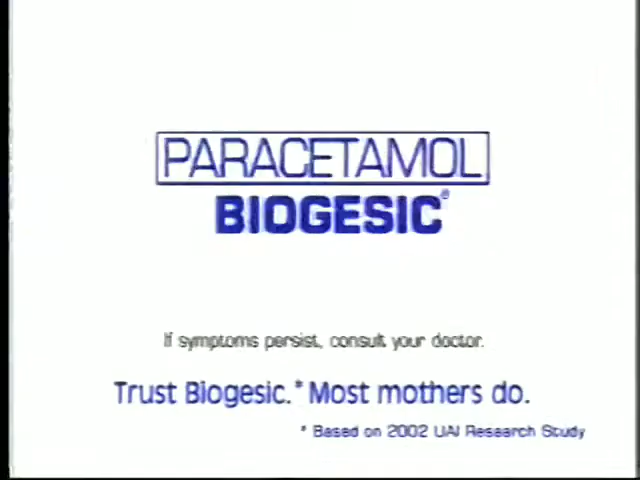 PARACETAMOL
BIOGESIC®
If symptoms persist, consult your doctor.
Trust Biogesic.* Most mothers do.
* Based on 2002 UAI Research Study